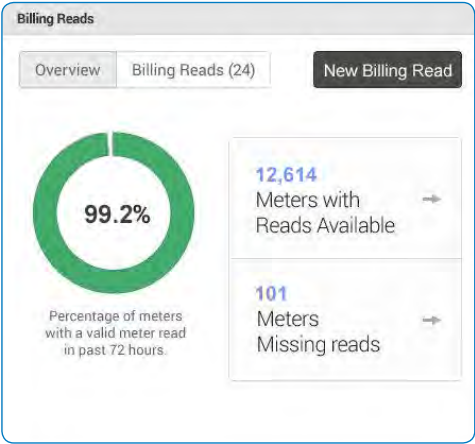 Billing Reads
Overview
Billing Reads (24)
New Billing Read
99.2%
Percentage of meters
with a valid meter read
in past 72 hours.
12,614
Meters with
Reads Available
101
Meters
Missing reads